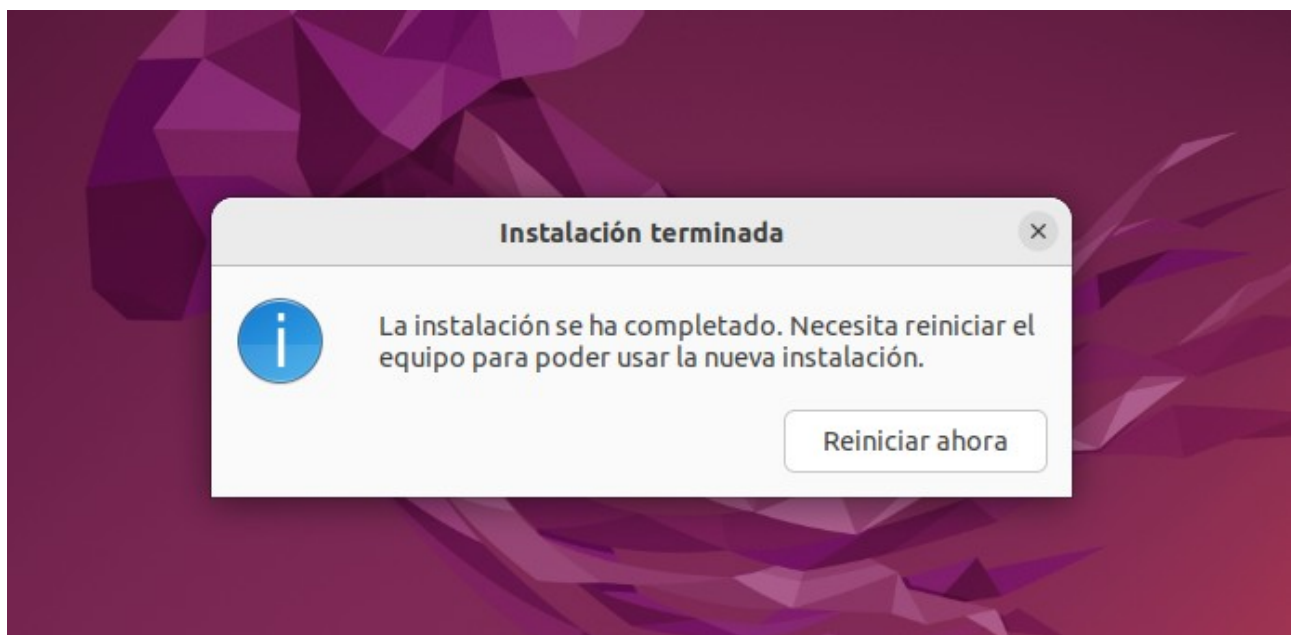 Instalación terminada
La instalación se ha completado. Necesita reiniciar el
equipo para poder usar la nueva instalación.
Reiniciar ahora